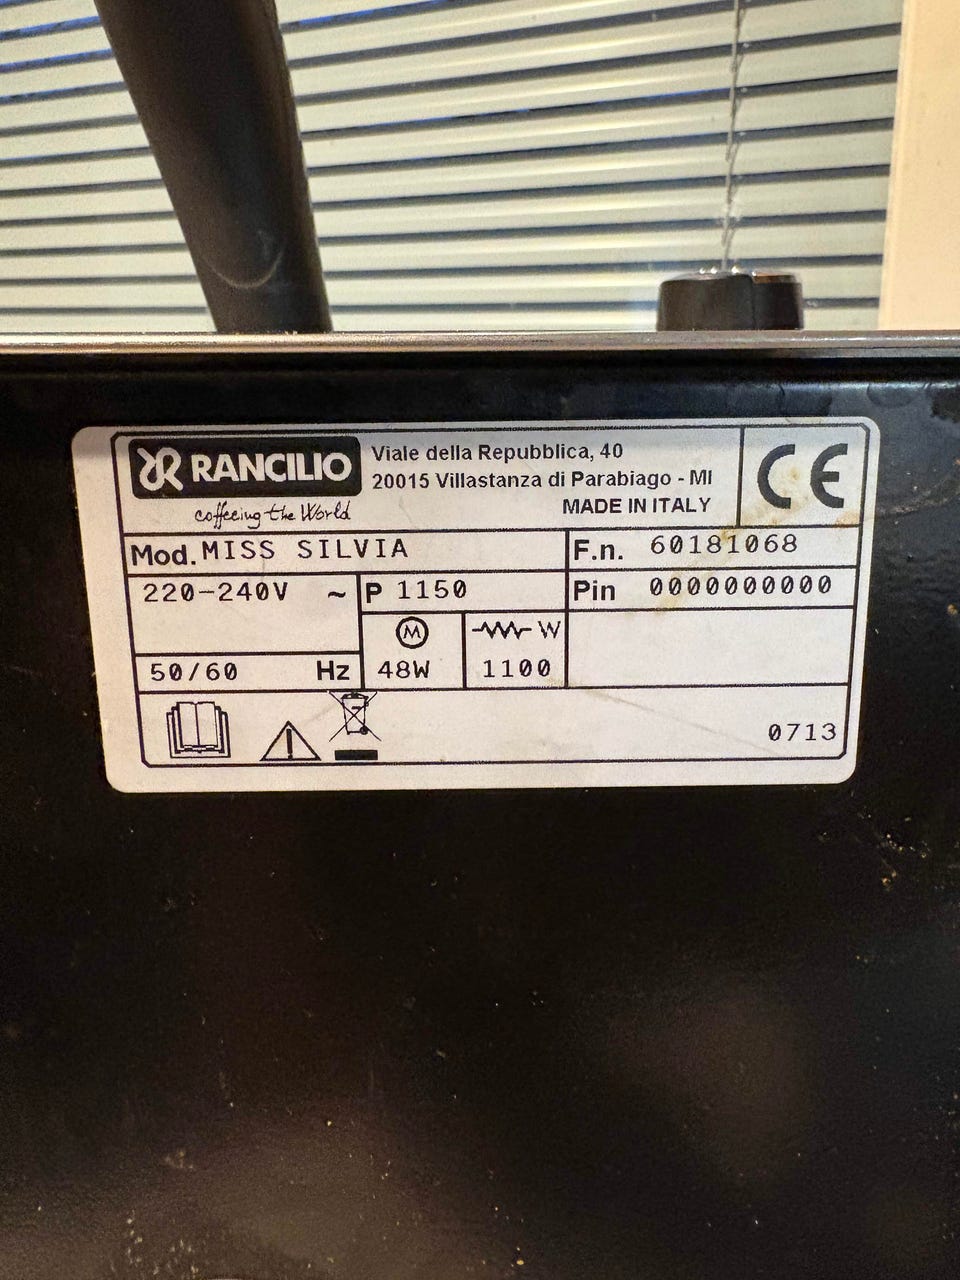 RANCILIO
coffeeing the World
Viale della Repubblica, 40
20015 Villastanza di Parabiago - MI
MADE IN ITALY
CE
Mod. MISS SILVIA
F.n. 60181068
220-240V ~
P 1150
Pin 0000000000
M
W
50/60 Hz
48W
1100
0713